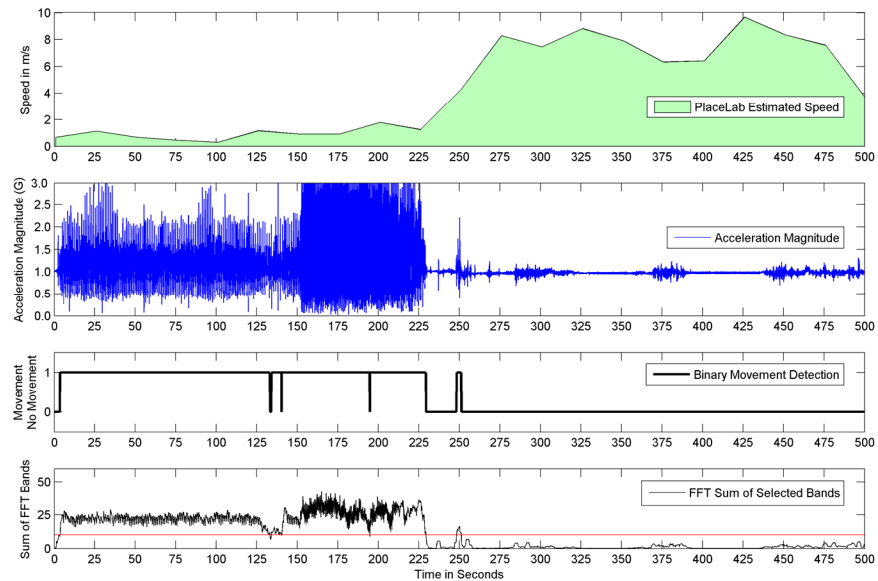 10
8
6
4
2
0
Speed in m/s
PlaceLab Estimated Speed
0 25 50 75 100 125 150 175 200 225 250 275 300 325 350 375 400 425 450 475 500
3.0
2.5
2.0
1.5
1.0
0.5
0.0
Acceleration Magnitude (G)
Acceleration Magnitude
0 25 50 75 100 125 150 175 200 225 250 275 300 325 350 375 400 425 450 475 500
1
0
Movement
No Movement
Binary Movement Detection
0 25 50 75 100 125 150 175 200 225 250 275 300 325 350 375 400 425 450 475 500
50
25
0
Sum of FFT Bands
FFT Sum of Selected Bands
0 25 50 75 100 125 150 175 200 225 250 275 300 325 350 375 400 425 450 475 500
Time in Seconds